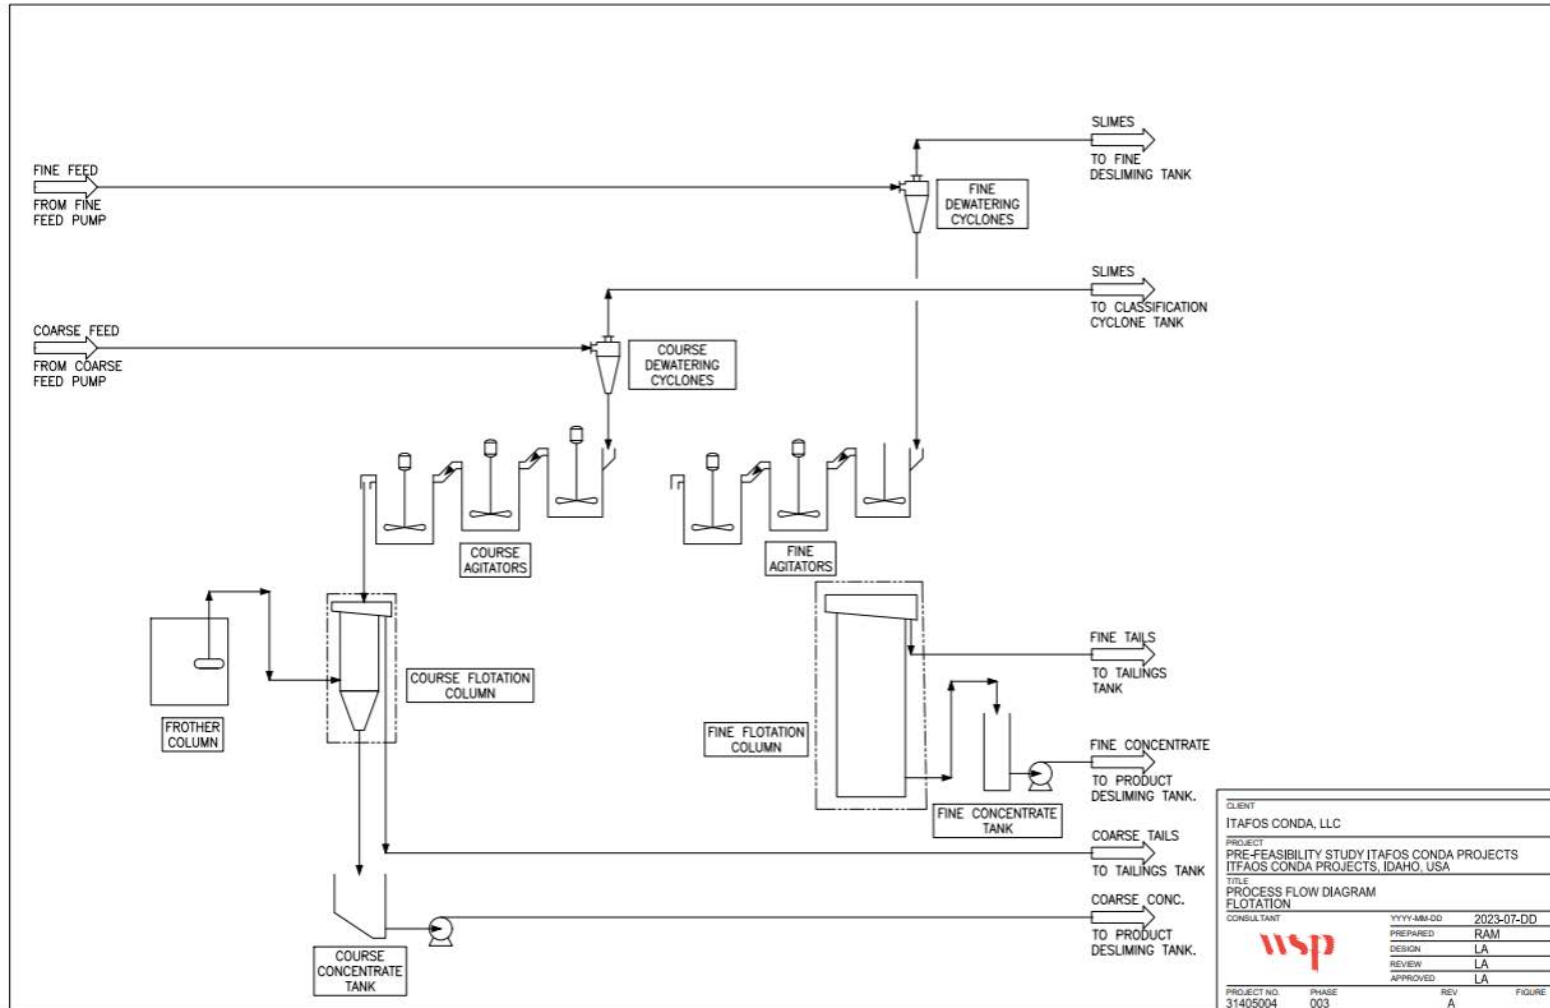 SLIMES
TO FINE
DESLIMING TANK
FINE FEED
FROM FINE
FEED PUMP
FINE
DEWATERING
CYCLONES
SLIMES
TO CLASSIFICATION
CYCLONE TANK
COARSE FEED
FROM COARSE
FEED PUMP
COURSE
DEWATERING
CYCLONES
COURSE
AGITATORS
FINE
AGITATORS
FROTHER
COLUMN
COURSE FLOTATION
COLUMN
FINE FLOTATION
COLUMN
FINE TAILS
TO TAILINGS
TANK
FINE CONCENTRATE
TO PRODUCT
DESLIMING TANK.
FINE CONCENTRATE
TANK
COARSE TAILS
TO TAILINGS TANK
COARSE CONC.
TO PRODUCT
DESLIMING TANK.
COURSE
CONCENTRATE
TANK
CLIENT
ITAFOS CONDA, LLC
PROJECT
PRE-FEASIBILITY STUDY ITAFOS CONDA PROJECTS
ITFAOS CONDA PROJECTS, IDAHO, USA
TITLE
PROCESS FLOW DIAGRAM
FLOTATION
CONSULTANT
wsp
YYYY-MM-DD 2023-07-DD
PREPARED RAM
DESIGN LA
REVIEW LA
APPROVED LA
PROJECT NO. PHASE REV FIGURE
31405004 003 A